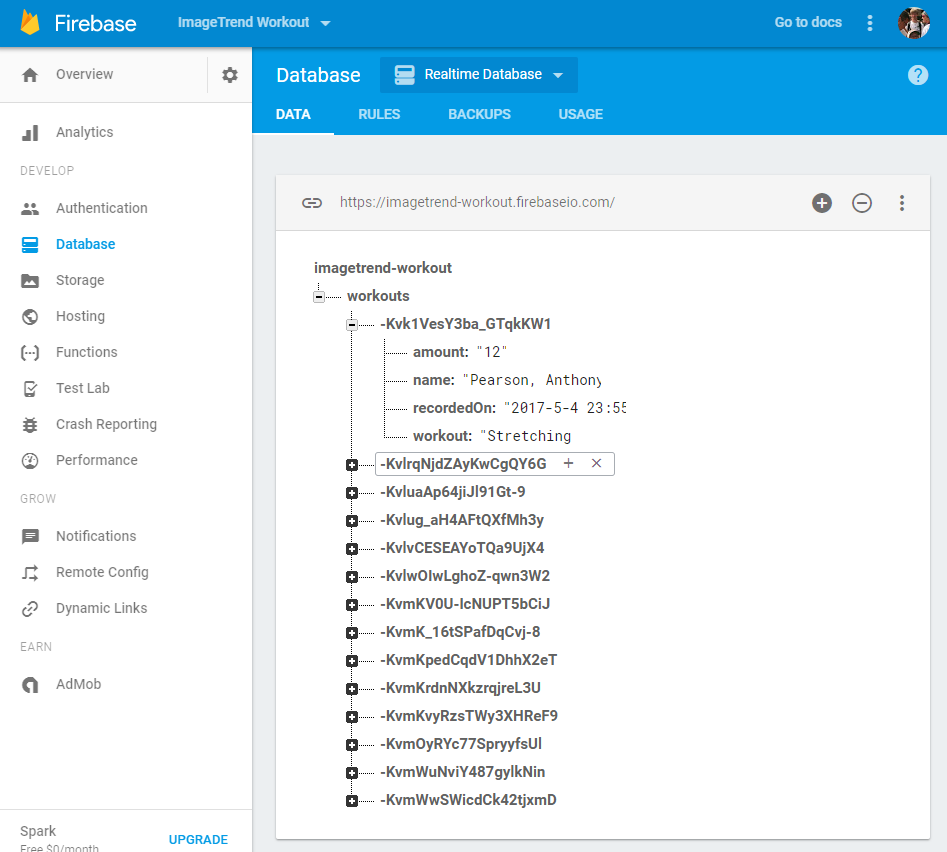 Firebase
ImageTrend Workout
Go to docs
Overview
Database
Realtime Database
?
DATA
RULES
BACKUPS
USAGE
Analytics
DEVELOP
Authentication
Database
Storage
Hosting
Functions
Test Lab
Crash Reporting
Performance
GROW
Notifications
Remote Config
Dynamic Links
EARN
AdMob
Spark
Free $0/month
UPGRADE
https://imagetrend-workout.firebaseio.com/
imagetrend-workout
workouts
-Kvk1VesY3ba_GTqkKW1
amount: "12"
name: "Pearson, Anthony
recordedOn: "2017-5-4 23:55
workout: "Stretching
-KvlrqNjdZAyKwCgQY6G
-KvluaAp64jiJl91Gt-9
-Kvlug_aH4AFtQXfMh3y
-KvlvCESEAYoTQa9UjX4
-KvlwOIwLghoZ-qwn3W2
-KvmKV0U-IcNUPT5bCiJ
-KvmK_16tSPafDqCvj-8
-KvmKpedCqdV1DhhX2eT
-KvmKrdnNXkzrqjreL3U
-KvmKvyRzsTWy3XHReF9
-KvmOyRYc77SpryyfsUl
-KvmWuNviY487gylkNin
-KvmWwSWicdCk42tjxmD